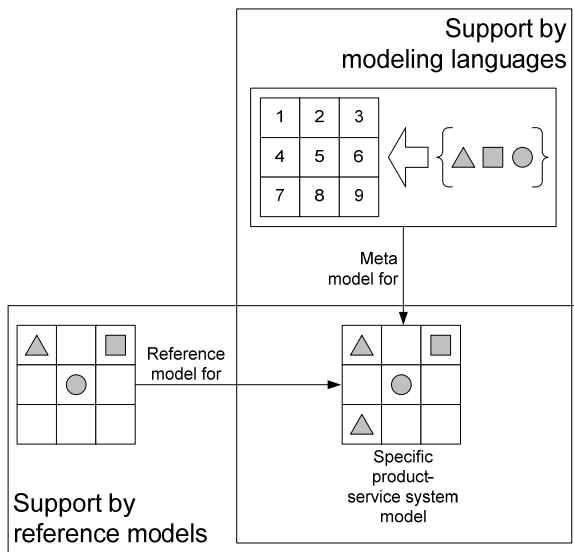 Support by
modeling languages
1 2 3
4 5 6
7 8 9
Meta
model for
Reference
model for
Specific
product-
service system
model
Support by
reference models